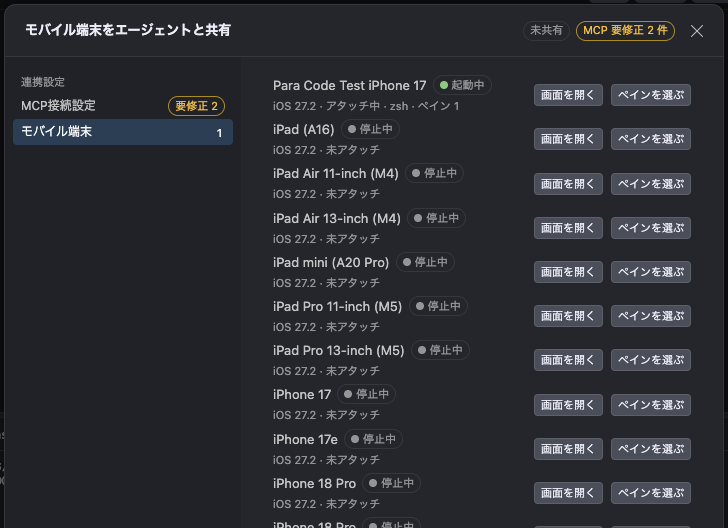 モバイル端末をエージェントと共有
未共有
MCP 要修正 2 件
連携設定
MCP接続設定
要修正 2
モバイル端末
1
Para Code Test iPhone 17
起動中
iOS 27.2 · アタッチ中 · zsh · ペイン 1
画面を開く
ペインを選ぶ
iPad (A16)
停止中
iOS 27.2 · 未アタッチ
画面を開く
ペインを選ぶ
iPad Air 11-inch (M4)
停止中
iOS 27.2 · 未アタッチ
画面を開く
ペインを選ぶ
iPad Air 13-inch (M4)
停止中
iOS 27.2 · 未アタッチ
画面を開く
ペインを選ぶ
iPad mini (A20 Pro)
停止中
iOS 27.2 · 未アタッチ
画面を開く
ペインを選ぶ
iPad Pro 11-inch (M5)
停止中
iOS 27.2 · 未アタッチ
画面を開く
ペインを選ぶ
iPad Pro 13-inch (M5)
停止中
iOS 27.2 · 未アタッチ
画面を開く
ペインを選ぶ
iPhone 17
停止中
iOS 27.2 · 未アタッチ
画面を開く
ペインを選ぶ
iPhone 17e
停止中
iOS 27.2 · 未アタッチ
画面を開く
ペインを選ぶ
iPhone 18 Pro
停止中
iOS 27.2 · 未アタッチ
画面を開く
ペインを選ぶ
iPhone 18 Pro
停止中